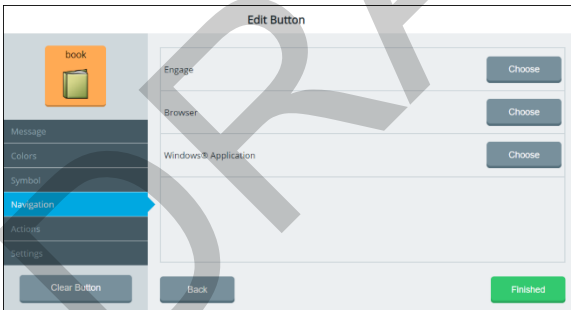 Edit Button
book
Message
Colors
Symbol
Navigation
Actions
Settings
Clear Button
Engage
Choose
Browser
Choose
Windows® Application
Choose
Back
Finished
DRA